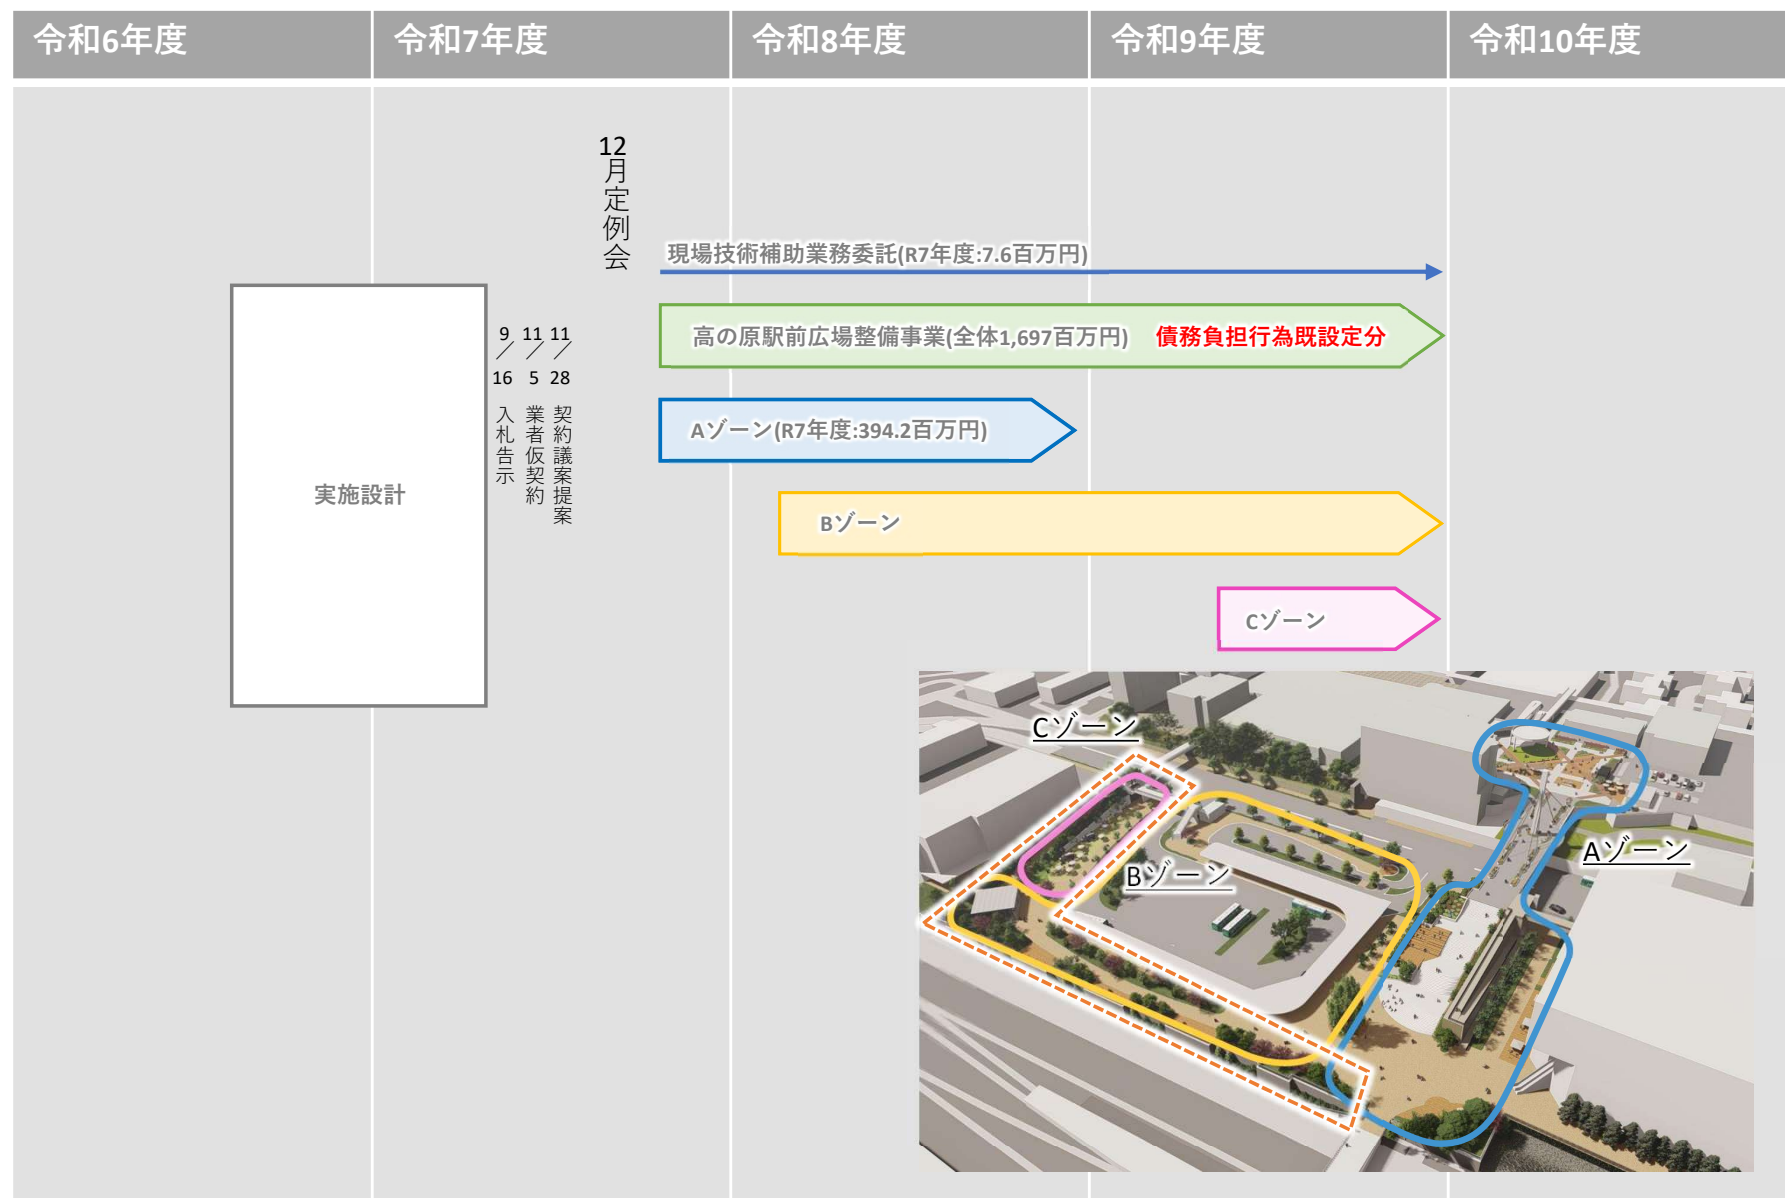 令和6年度
令和7年度
令和8年度
令和9年度
令和10年度
12月定例会
現場技術補助業務委託(R7年度:7.6百万円)
高の原駅前広場整備事業(全体1,697百万円)
債務負担行為既設定分
Aゾーン(R7年度:394.2百万円)
Bゾーン
Cゾーン
実施設計
9/16 入札告示
11/5 業者仮契約
11/28 契約議案提案
Cゾーン
Bゾーン
Aゾーン